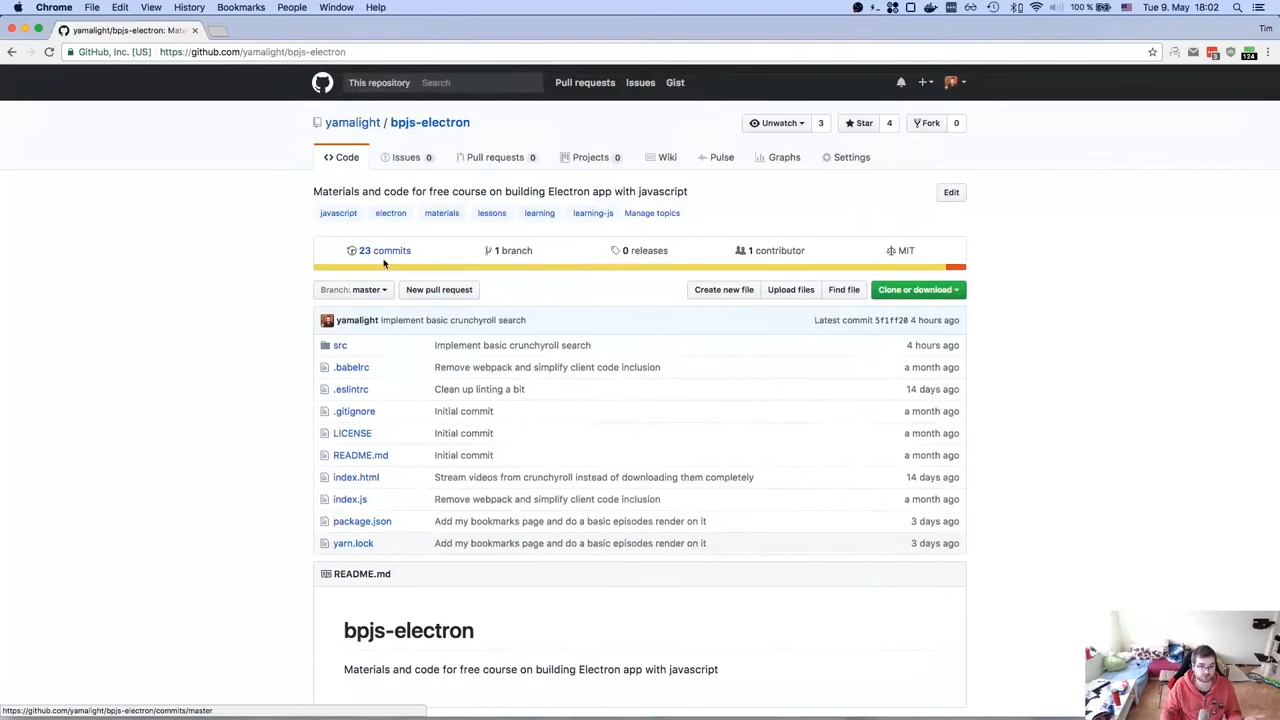 Chrome File Edit View History Bookmarks People Window Help 100 % Tue 9. May 18:02
yamalight/bpjs-electron: Mate Tim
GitHub, Inc. [US] https://github.com/yamalight/bpjs-electron 3 124
This repository Search Pull requests Issues Gist
yamalight / bpjs-electron Unwatch 3 Star 4 Fork 0
Code Issues 0 Pull requests 0 Projects 0 Wiki Pulse Graphs Settings
Materials and code for free course on building Electron app with javascript Edit
javascript electron materials lessons learning learning-js Manage topics
23 commits 1 branch 0 releases 1 contributor MIT
Branch: master New pull request Create new file Upload files Find file Clone or download
yamalight Implement basic crunchyroll search Latest commit 5f1ff20 4 hours ago
src Implement basic crunchyroll search 4 hours ago
.babelrc Remove webpack and simplify client code inclusion a month ago
.eslintrc Clean up linting a bit 14 days ago
.gitignore Initial commit a month ago
LICENSE Initial commit a month ago
README.md Initial commit a month ago
index.html Stream videos from crunchyroll instead of downloading them completely 14 days ago
index.js Remove webpack and simplify client code inclusion a month ago
package.json Add my bookmarks page and do a basic episodes render on it 3 days ago
yarn.lock Add my bookmarks page and do a basic episodes render on it 3 days ago
README.md
bpjs-electron
Materials and code for free course on building Electron app with javascript
https://github.com/yamalight/bpjs-electron/commits/master